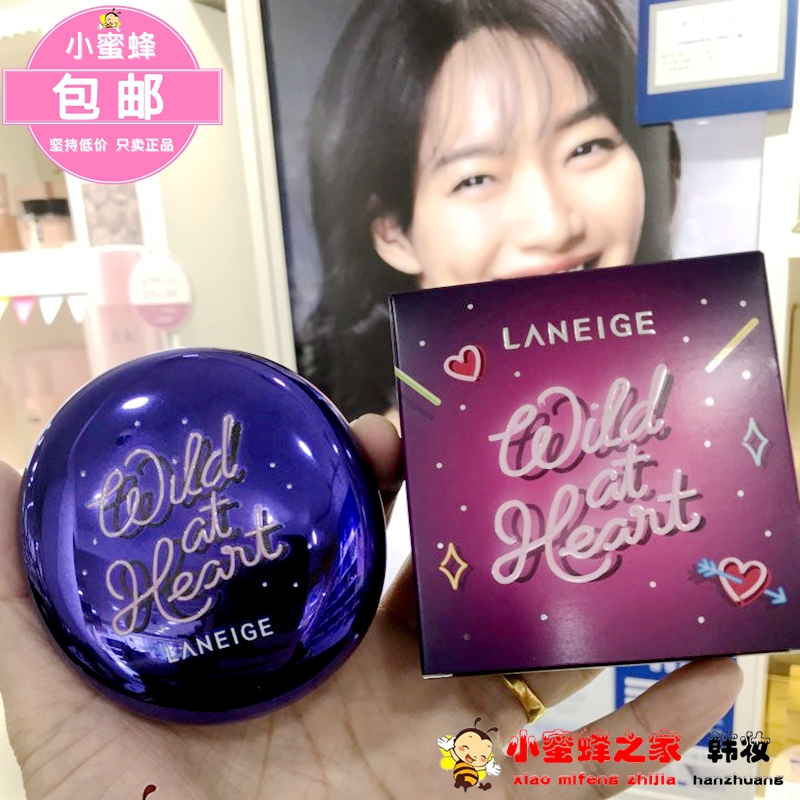 小蜜蜂
包邮
坚持低价 只卖正品
LANEIGE
Wild
at
Heart
Wild
at
Heart
LANEIGE
小蜜蜂之家 韩妆
xiao mifeng zhijia hanzhuang